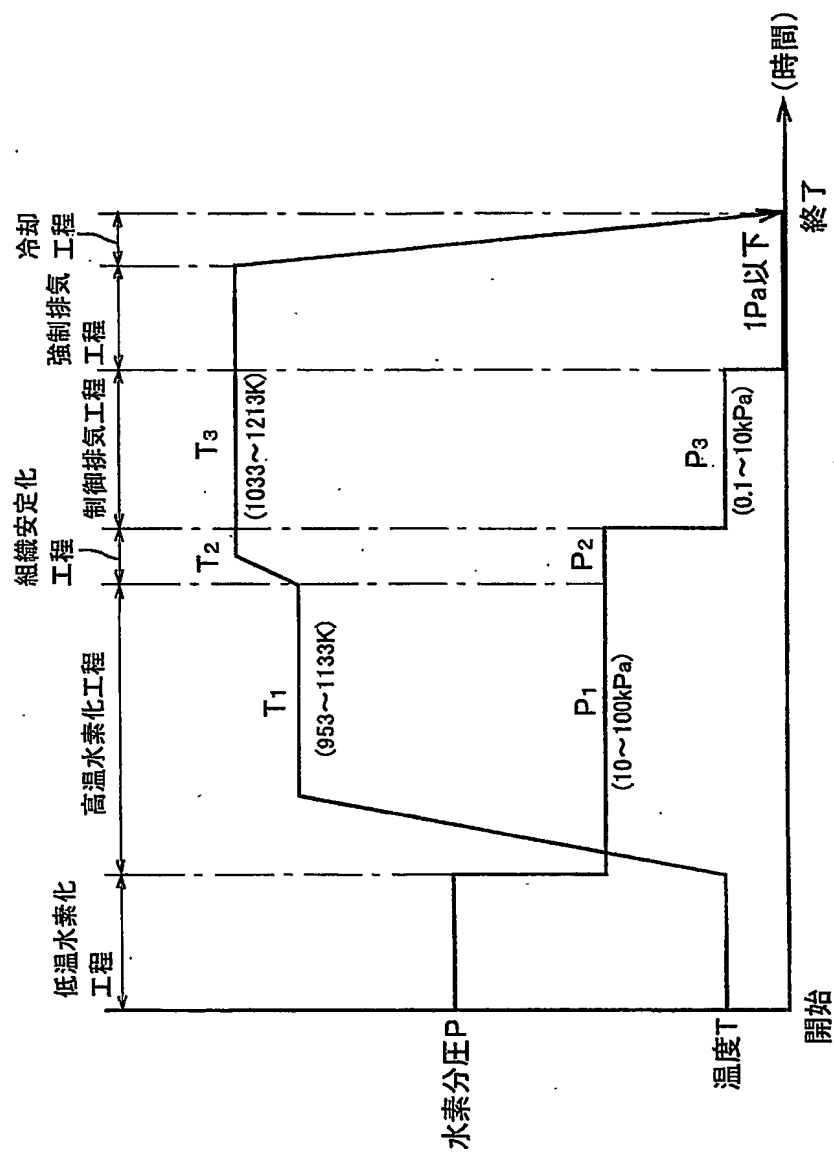 低温水素化
工程
高温水素化工程
組織安定化
工程
制御排気工程
強制排気
工程
冷却
工程
T1
(953～1133K)
T2
T3
(1033～1213K)
水素分圧P
P1
(10～100kPa)
P2
P3
(0.1～10kPa)
1Pa以下
温度T
開始
終了
(時間)